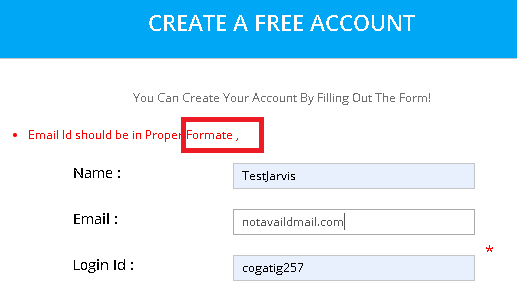 CREATE A FREE ACCOUNT
You Can Create Your Account By Filling Out The Form!
• Email Id should be in Proper Formate ,
Name :
TestJarvis
Email :
notavaildmail.com
*
Login Id :
cogatig257